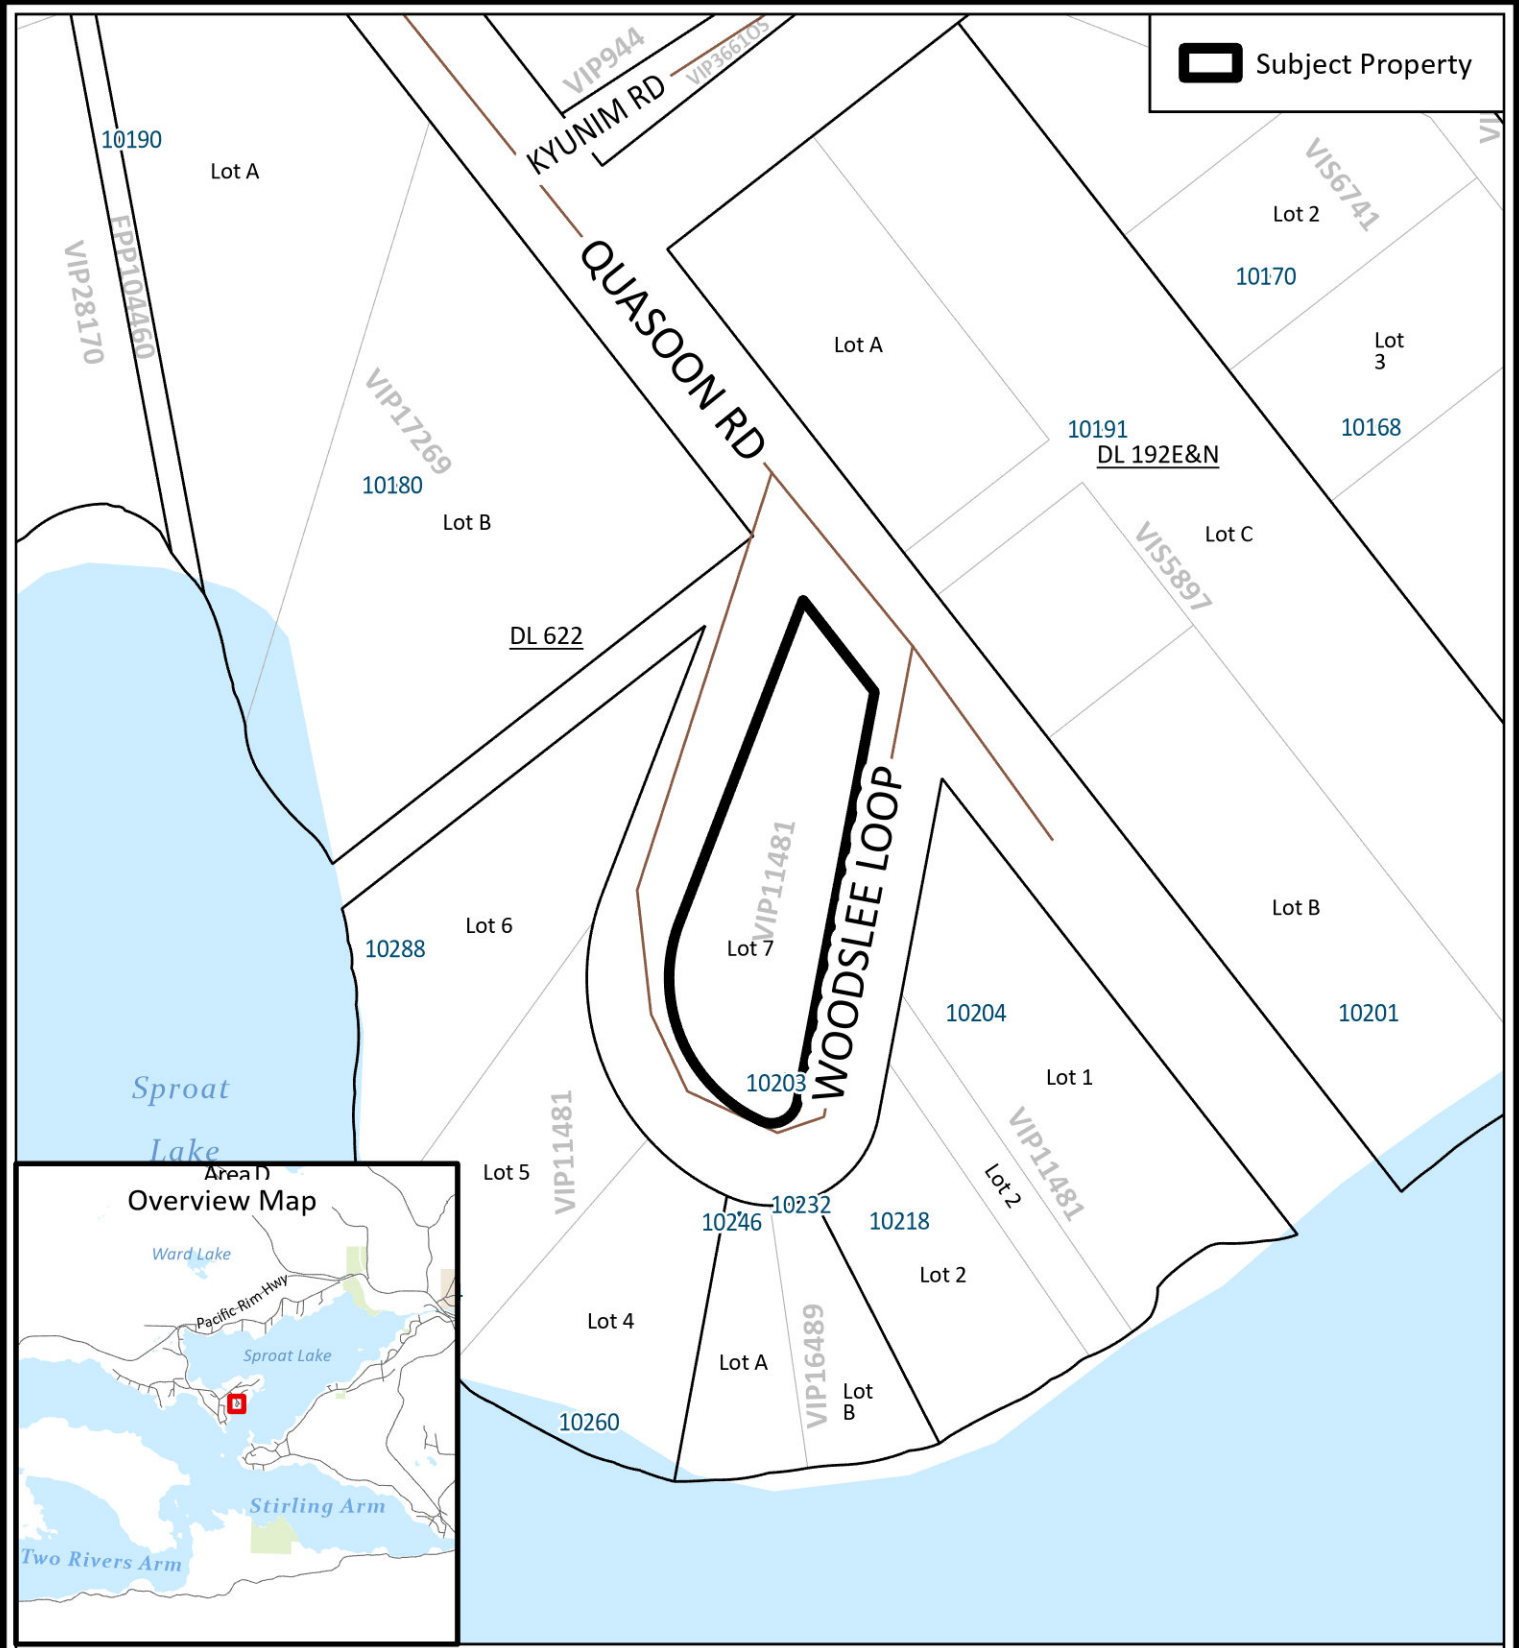 Subject Property
VIP944
VIP3661OS
KYUNIM RD
10190
Lot A
VIP28170
EPP104460
VIS6741
Lot 2
10170
VI
Lot
3
10168
QUASOON RD
Lot A
10191
DL 192E&N
VIP17269
10180
Lot B
Lot C
VIS5897
DL 622
WOODSLEE LOOP
VIP11481
Lot 7
10203
Lot 6
10288
Lot B
10201
10204
Lot 1
VIP11481
Lot 2
Sproat
Lake
Lot 5
VIP11481
10246
10232
10218
Lot 2
Lot 4
Lot A
VIP16489
Lot
B
10260
Area D
Overview Map
Ward Lake
Pacific Rim Hwy
Sproat Lake
Stirling Arm
Two Rivers Arm